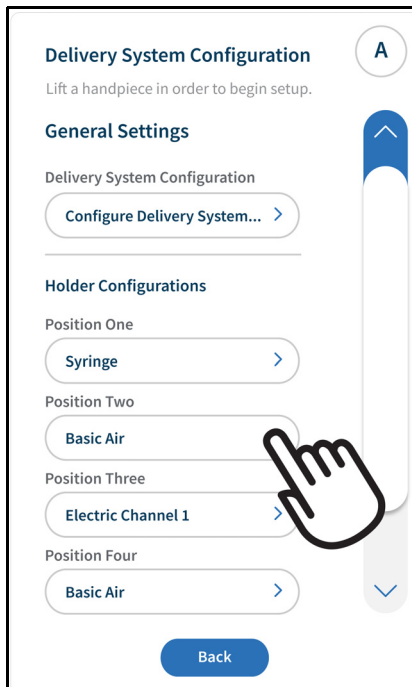 Delivery System Configuration
A
Lift a handpiece in order to begin setup.
General Settings
Delivery System Configuration
Configure Delivery System...
Holder Configurations
Position One
Syringe
Position Two
Basic Air
Position Three
Electric Channel 1
Position Four
Basic Air
Back